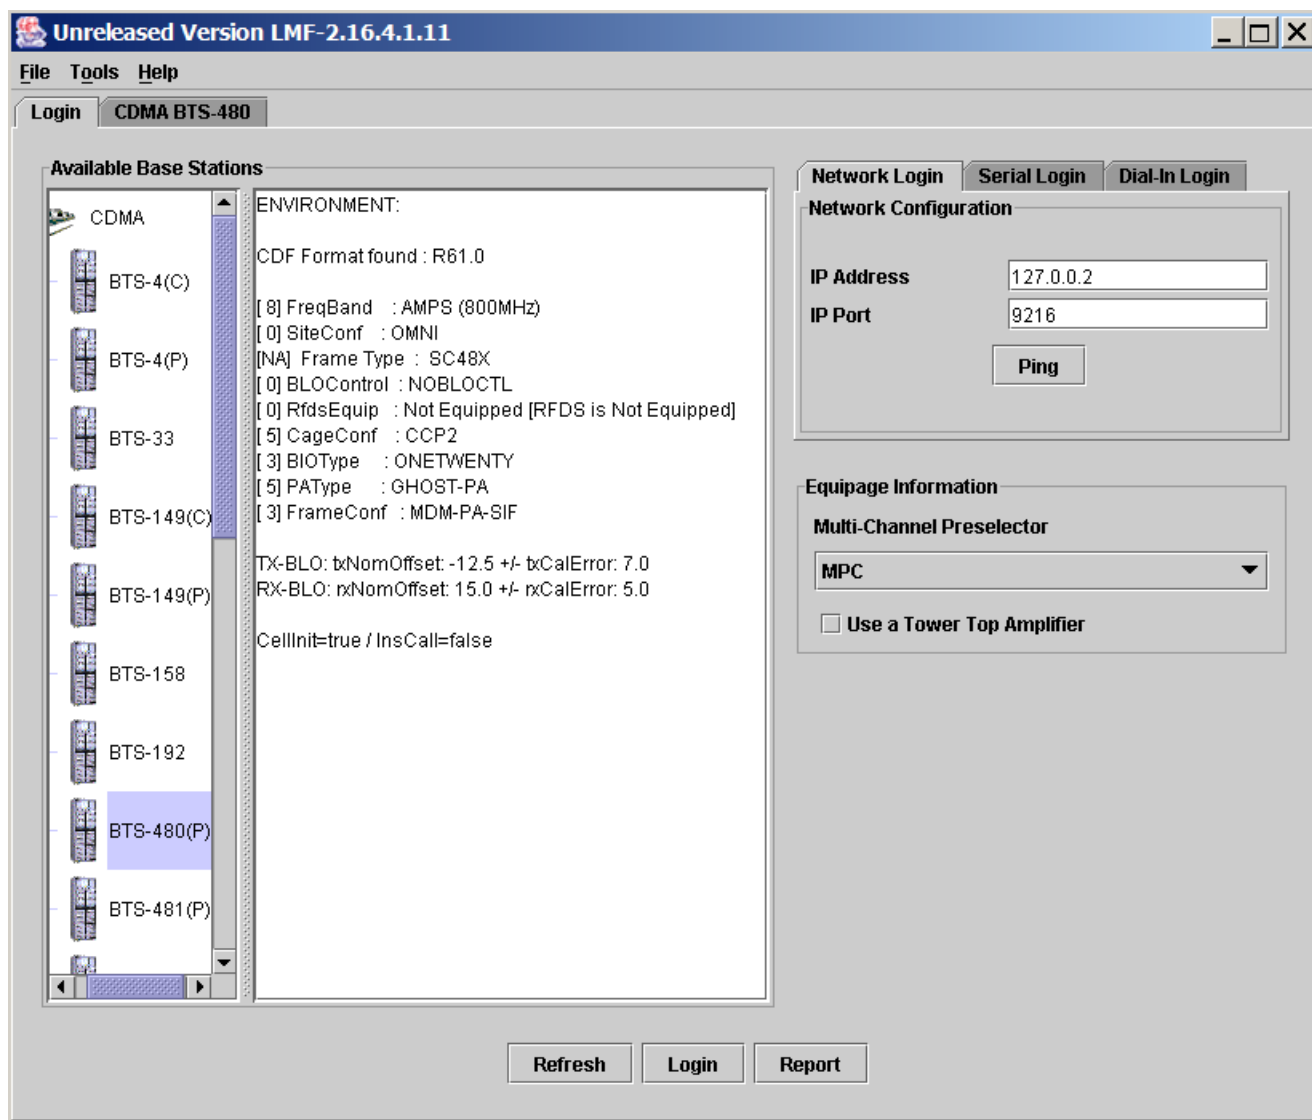 Unreleased Version LMF-2.16.4.1.11
File Tools Help
Login CDMA BTS-480
Available Base Stations
CDMA
BTS-4(C)
BTS-4(P)
BTS-33
BTS-149(C)
BTS-149(P)
BTS-158
BTS-192
BTS-480(P)
BTS-481(P)
ENVIRONMENT:
CDF Format found : R61.0
[ 8] FreqBand : AMPS (800MHz)
[ 0] SiteConf : OMNI
[NA] Frame Type : SC48X
[ 0] BLOControl : NOBLOCTL
[ 0] RfdsEquip : Not Equipped [RFDS is Not Equipped]
[ 5] CageConf : CCP2
[ 3] BIOType : ONETWENTY
[ 5] PAType : GHOST-PA
[ 3] FrameConf : MDM-PA-SIF
TX-BLO: txNomOffset: -12.5 +/- txCalError: 7.0
RX-BLO: rxNomOffset: 15.0 +/- rxCalError: 5.0
CellInit=true / InsCall=false
Network Login Serial Login Dial-In Login
Network Configuration
IP Address 127.0.0.2
IP Port 9216
Ping
Equipage Information
Multi-Channel Preselector
MPC
Use a Tower Top Amplifier
Refresh Login Report